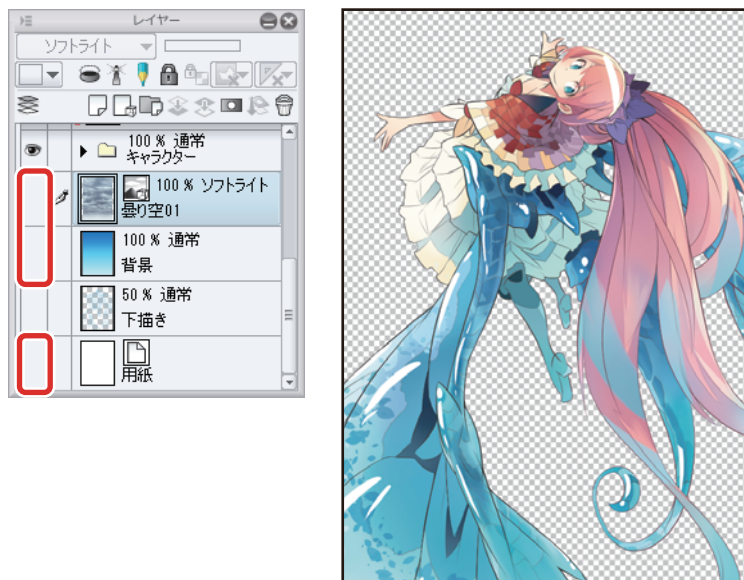 レイヤー
ソフトライト
100 % 通常
キャラクター
100 % ソフトライト
曇り空01
100 % 通常
背景
50 % 通常
下描き
用紙